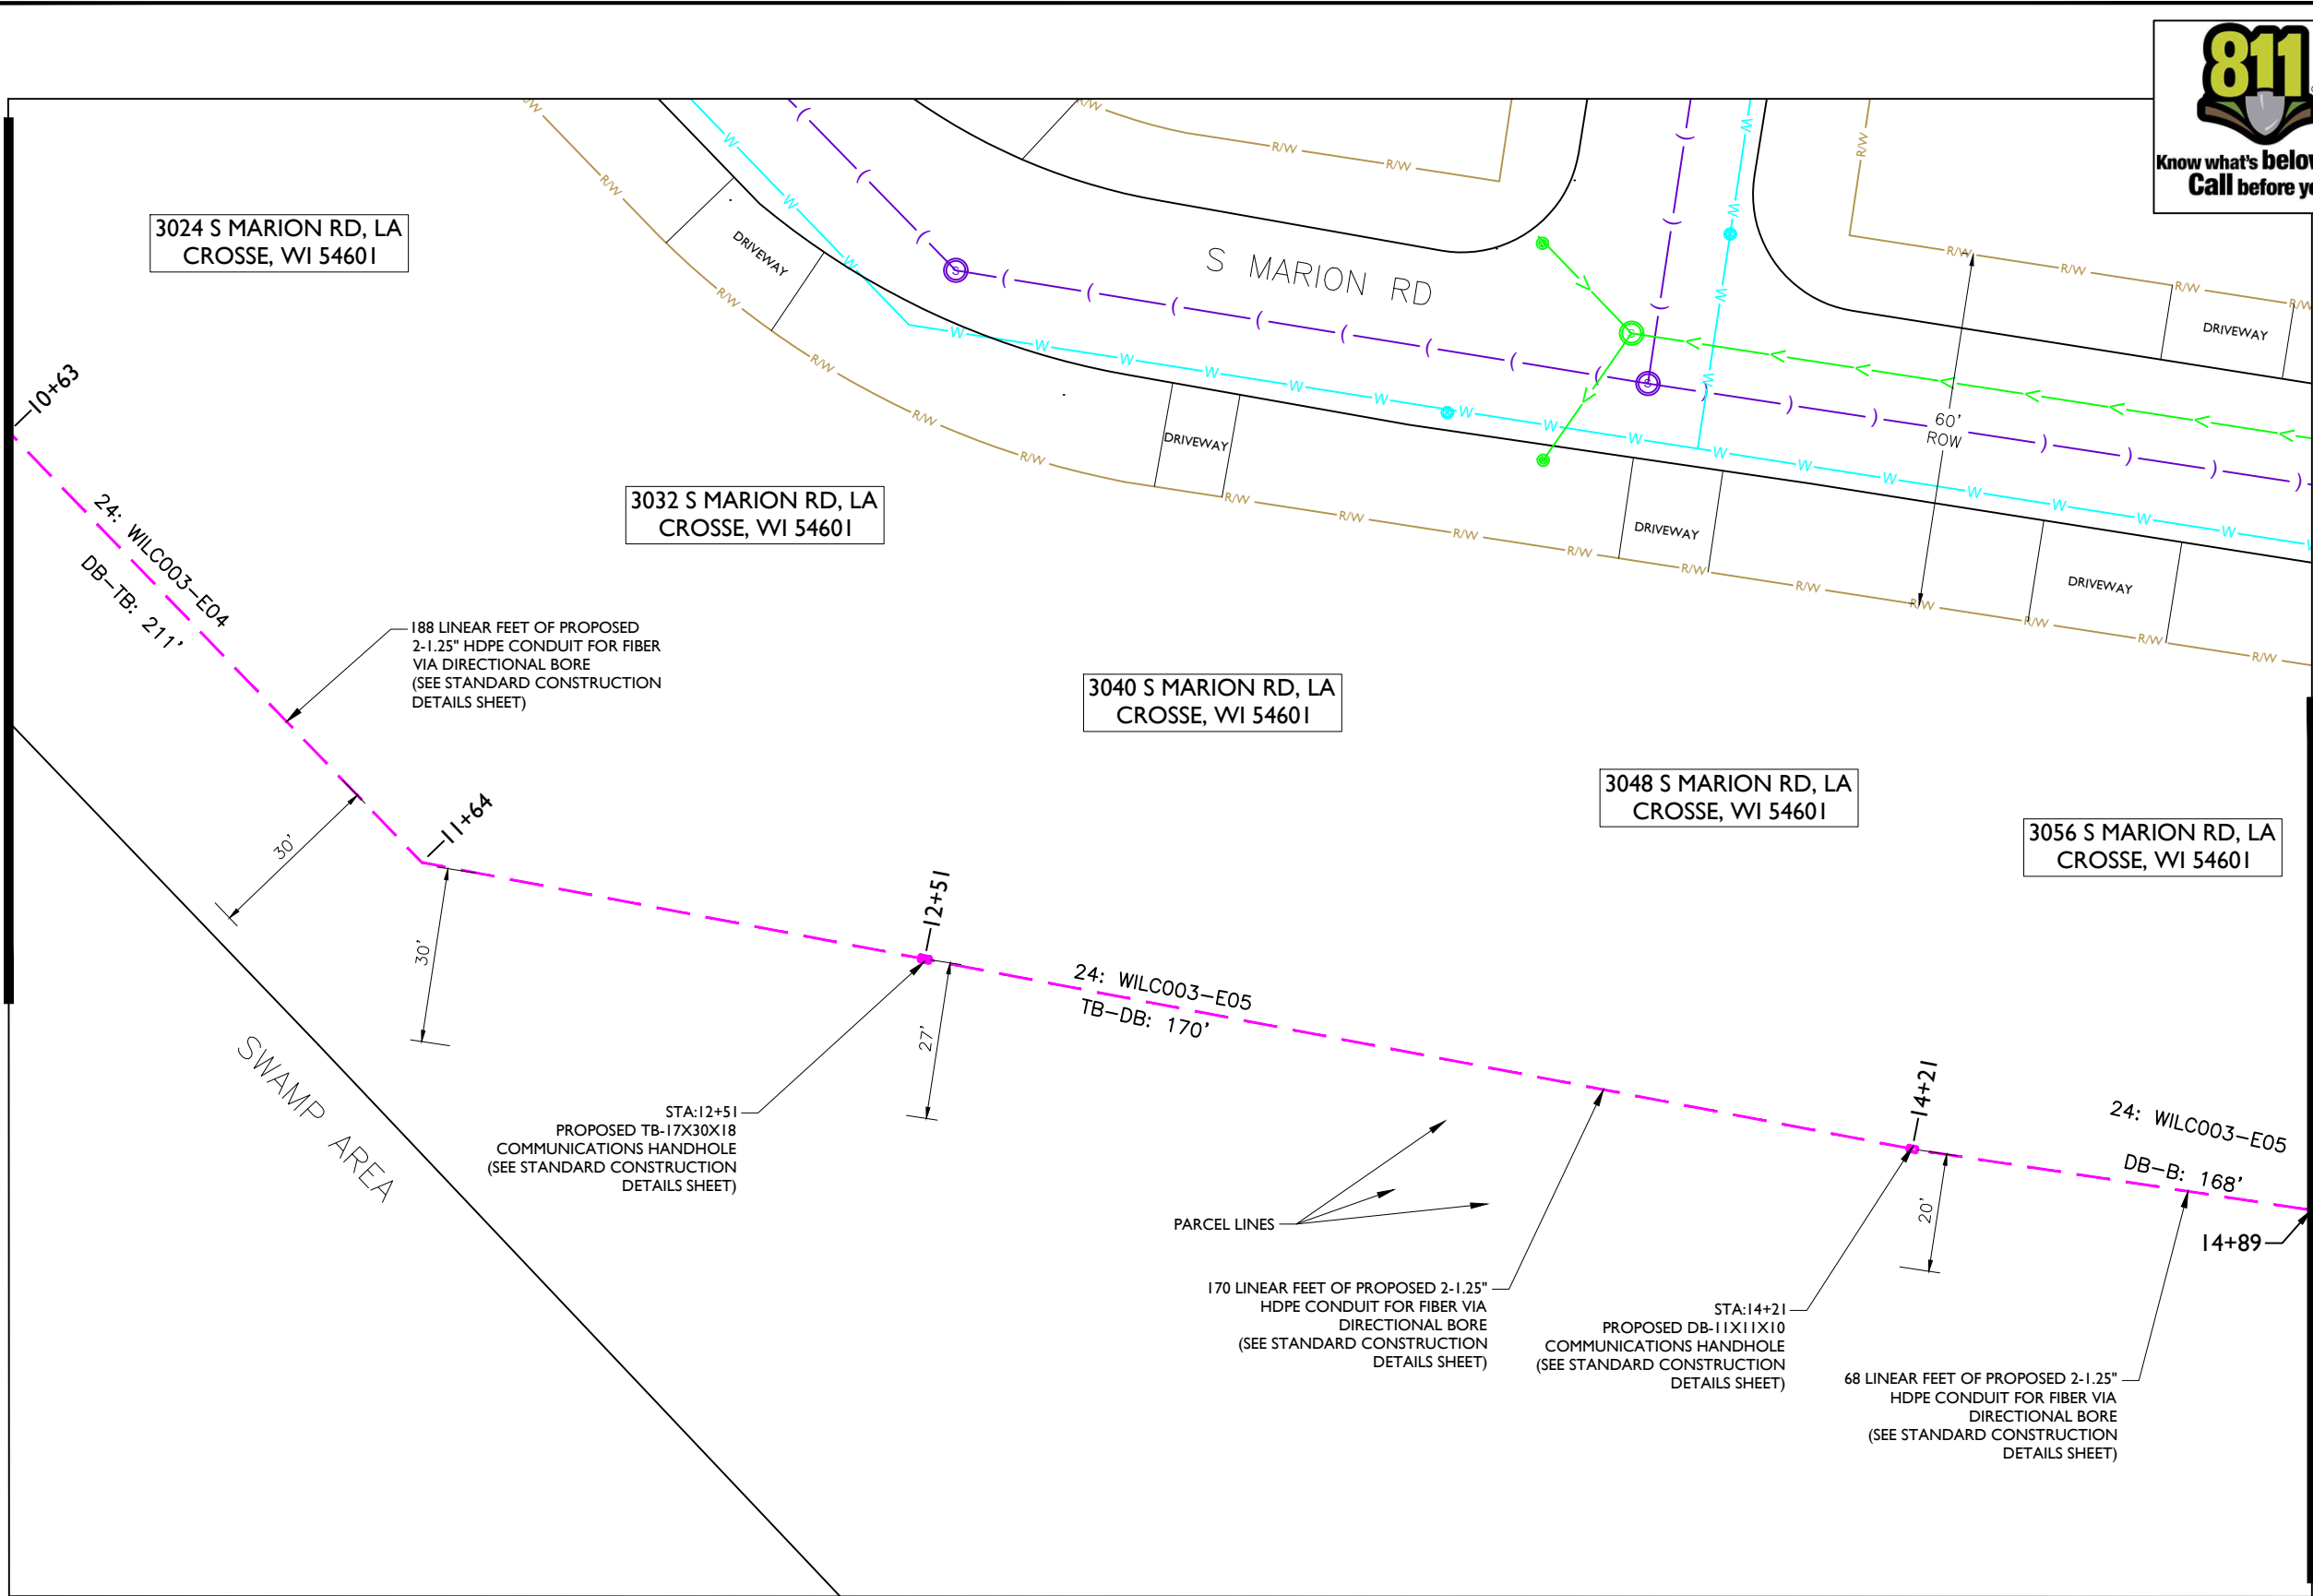 811
Know what's below
Call before yo
3024 S MARION RD, LA
CROSSE, WI 54601
S MARION RD
DRIVEWAY
DRIVEWAY
DRIVEWAY
DRIVEWAY
DRIVEWAY
60'
ROW
10+63
24: WILC003-E04
DB-TB: 211'
3032 S MARION RD, LA
CROSSE, WI 54601
188 LINEAR FEET OF PROPOSED
2-1.25" HDPE CONDUIT FOR FIBER
VIA DIRECTIONAL BORE
(SEE STANDARD CONSTRUCTION
DETAILS SHEET)
3040 S MARION RD, LA
CROSSE, WI 54601
3048 S MARION RD, LA
CROSSE, WI 54601
3056 S MARION RD, LA
CROSSE, WI 54601
30'
11+64
30'
12+51
27'
24: WILC003-E05
TB-DB: 170'
SWAMP AREA
STA:12+51
PROPOSED TB-17X30X18
COMMUNICATIONS HANDHOLE
(SEE STANDARD CONSTRUCTION
DETAILS SHEET)
PARCEL LINES
14+21
20'
24: WILC003-E05
DB-B: 168'
14+89
170 LINEAR FEET OF PROPOSED 2-1.25"
HDPE CONDUIT FOR FIBER VIA
DIRECTIONAL BORE
(SEE STANDARD CONSTRUCTION
DETAILS SHEET)
STA:14+21
PROPOSED DB-11X11X10
COMMUNICATIONS HANDHOLE
(SEE STANDARD CONSTRUCTION
DETAILS SHEET)
68 LINEAR FEET OF PROPOSED 2-1.25"
HDPE CONDUIT FOR FIBER VIA
DIRECTIONAL BORE
(SEE STANDARD CONSTRUCTION
DETAILS SHEET)